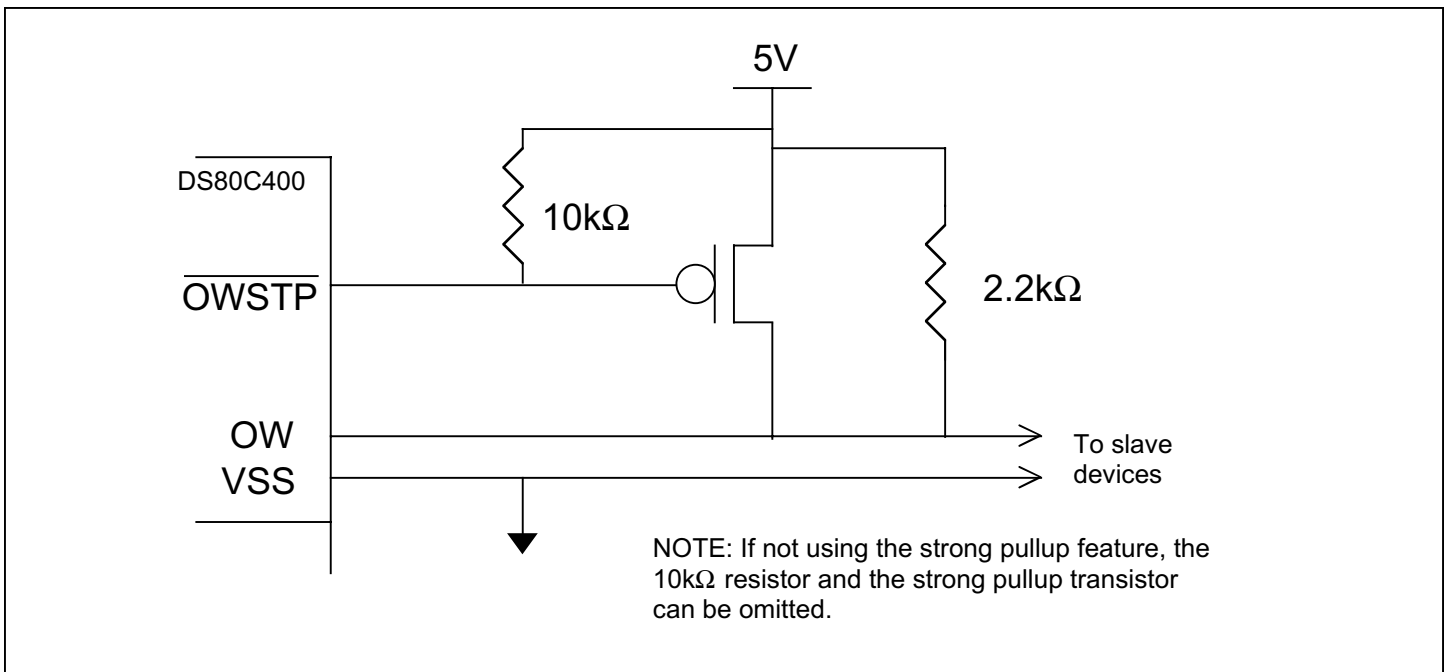 5V
DS80C400
10kΩ
OWSTP
2.2kΩ
OW
To slave
devices
VSS
NOTE: If not using the strong pullup feature, the
10kΩ resistor and the strong pullup transistor
can be omitted.